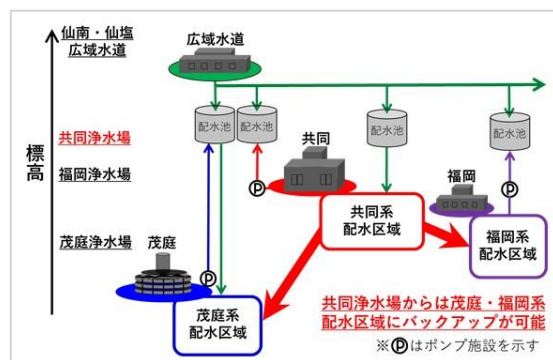 仙南・仙塩
広域水道
広域水道
配水池
配水池
配水池
配水池
標高
共同浄水場
共同
福岡浄水場
福岡
Ⓟ
Ⓟ
共同系
配水区域
茂庭浄水場
茂庭
Ⓟ
福岡系
配水区域
茂庭系
配水区域
共同浄水場からは茂庭・福岡系
配水区域にバックアップが可能
※Ⓟはポンプ施設を示す